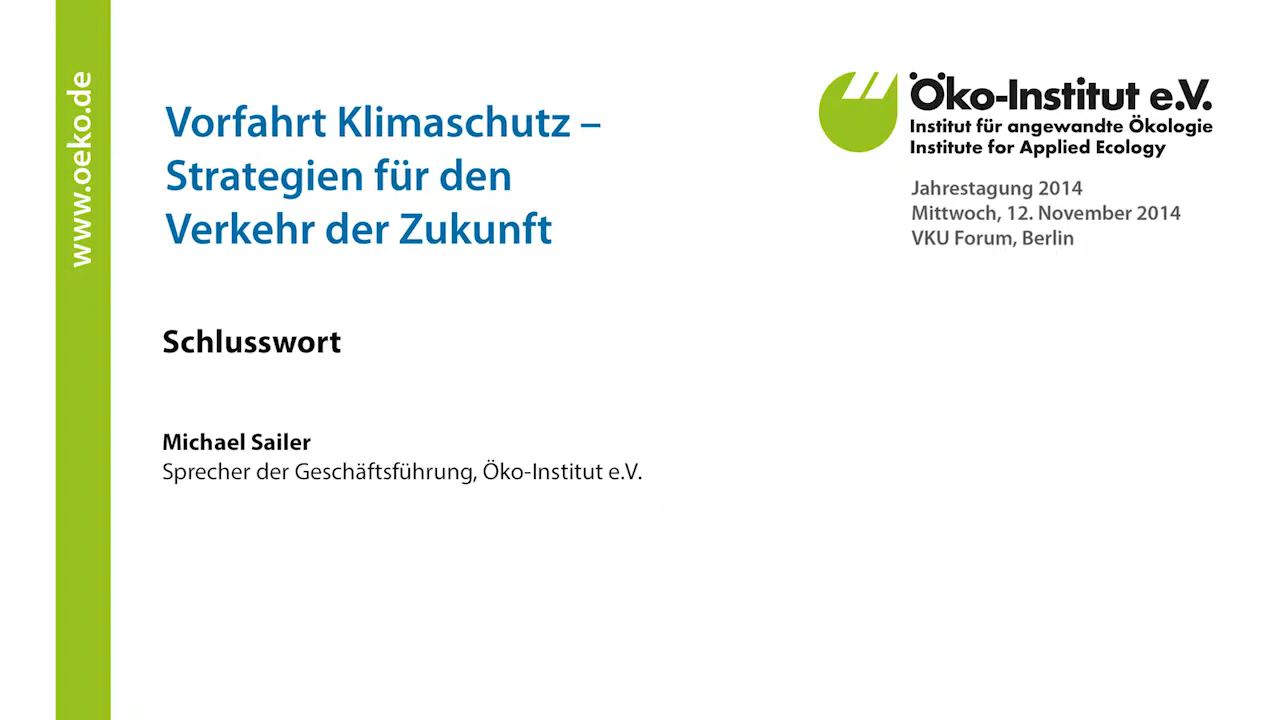 www.oeko.de
Vorfahrt Klimaschutz –
Strategien für den
Verkehr der Zukunft
Öko-Institut e.V.
Institut für angewandte Ökologie
Institute for Applied Ecology
Jahrestagung 2014
Mittwoch, 12. November 2014
VKU Forum, Berlin
Schlusswort
Michael Sailer
Sprecher der Geschäftsführung, Öko-Institut e.V.